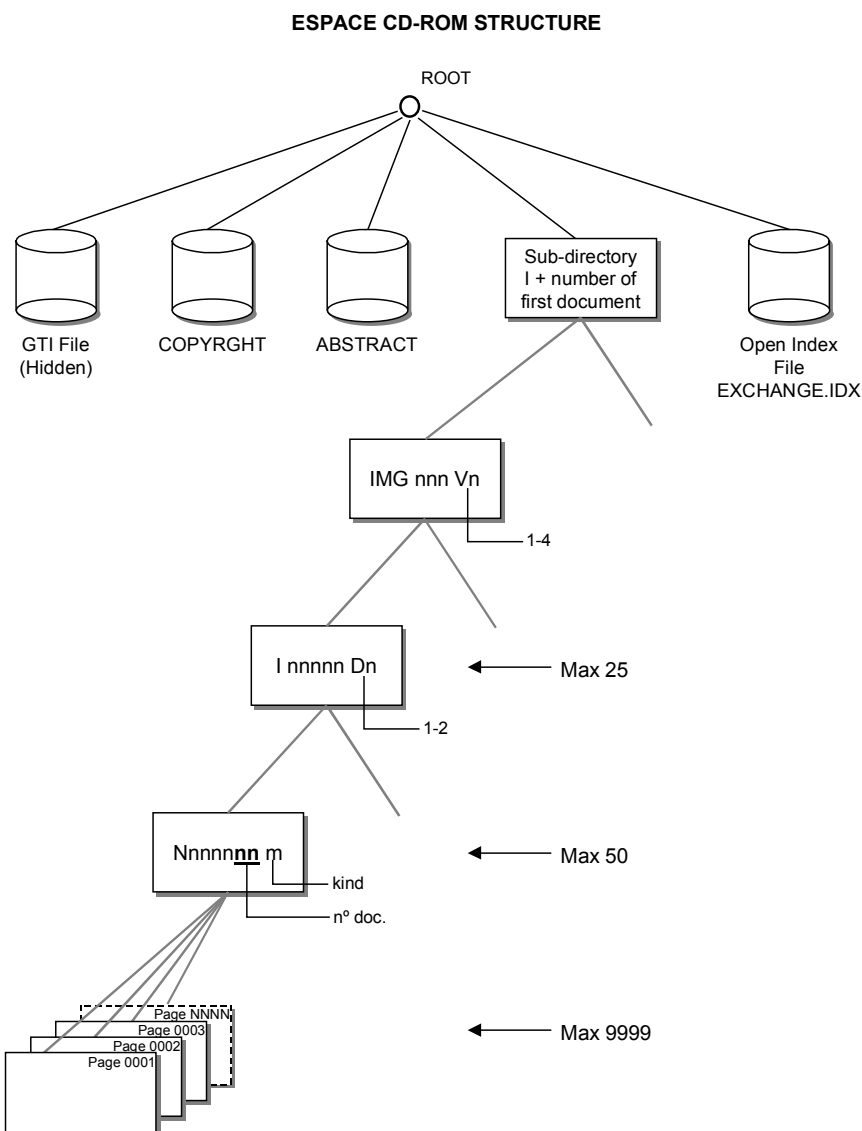 ESPACE CD-ROM STRUCTURE
ROOT
GTI File
(Hidden)
COPYRGHT
ABSTRACT
Sub-directory
I + number of
first document
Open Index
File
EXCHANGE.IDX
IMG nnn Vn
1-4
I nnnnn Dn
Max 25
1-2
Nnnnnnn m
Max 50
kind
nº doc.
Page NNNN
Page 0003
Page 0002
Page 0001
Max 9999